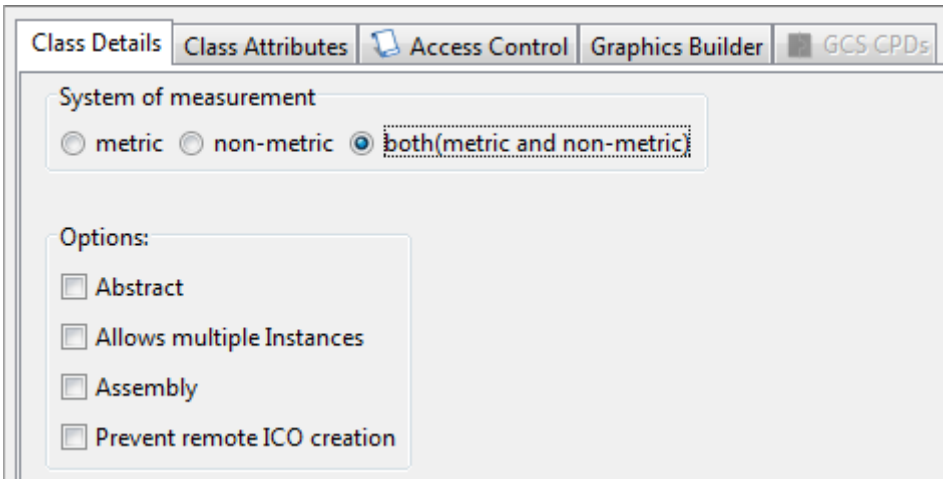 Class Details Class Attributes Access Control Graphics Builder GCS CPDs
System of measurement
metric non-metric both(metric and non-metric)
Options:
Abstract
Allows multiple Instances
Assembly
Prevent remote ICO creation